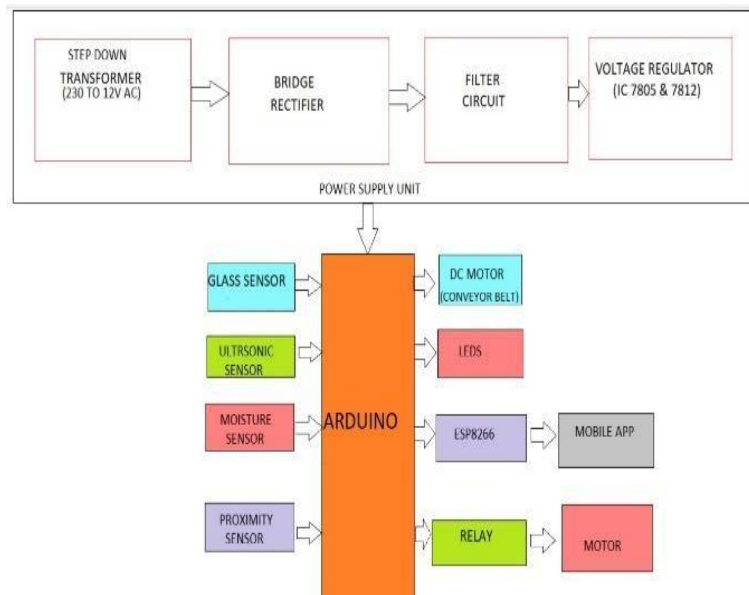 STEP DOWN
TRANSFORMER
(230 TO 12V AC)
BRIDGE
RECTIFIER
FILTER
CIRCUIT
VOLTAGE REGULATOR
(IC 7805 & 7812)
POWER SUPPLY UNIT
GLASS SENSOR
ULTRSONIC
SENSOR
MOISTURE
SENSOR
PROXIMITY
SENSOR
ARDUINO
DC MOTOR
(CONVEYOR BELT)
LEDS
ESP8266
MOBILE APP
RELAY
MOTOR